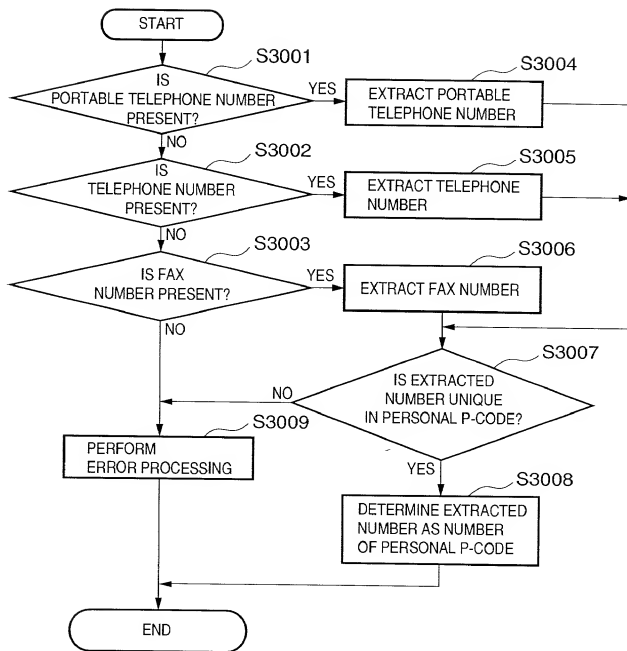 START
S3001
IS
PORTABLE TELEPHONE NUMBER
PRESENT?
YES
NO
S3004
EXTRACT PORTABLE
TELEPHONE NUMBER
S3002
IS
TELEPHONE NUMBER
PRESENT?
YES
NO
S3005
EXTRACT TELEPHONE
NUMBER
S3003
IS FAX
NUMBER PRESENT?
YES
NO
S3006
EXTRACT FAX NUMBER
S3007
IS EXTRACTED
NUMBER UNIQUE
IN PERSONAL P-CODE?
NO
YES
S3009
PERFORM
ERROR PROCESSING
S3008
DETERMINE EXTRACTED
NUMBER AS NUMBER
OF PERSONAL P-CODE
END